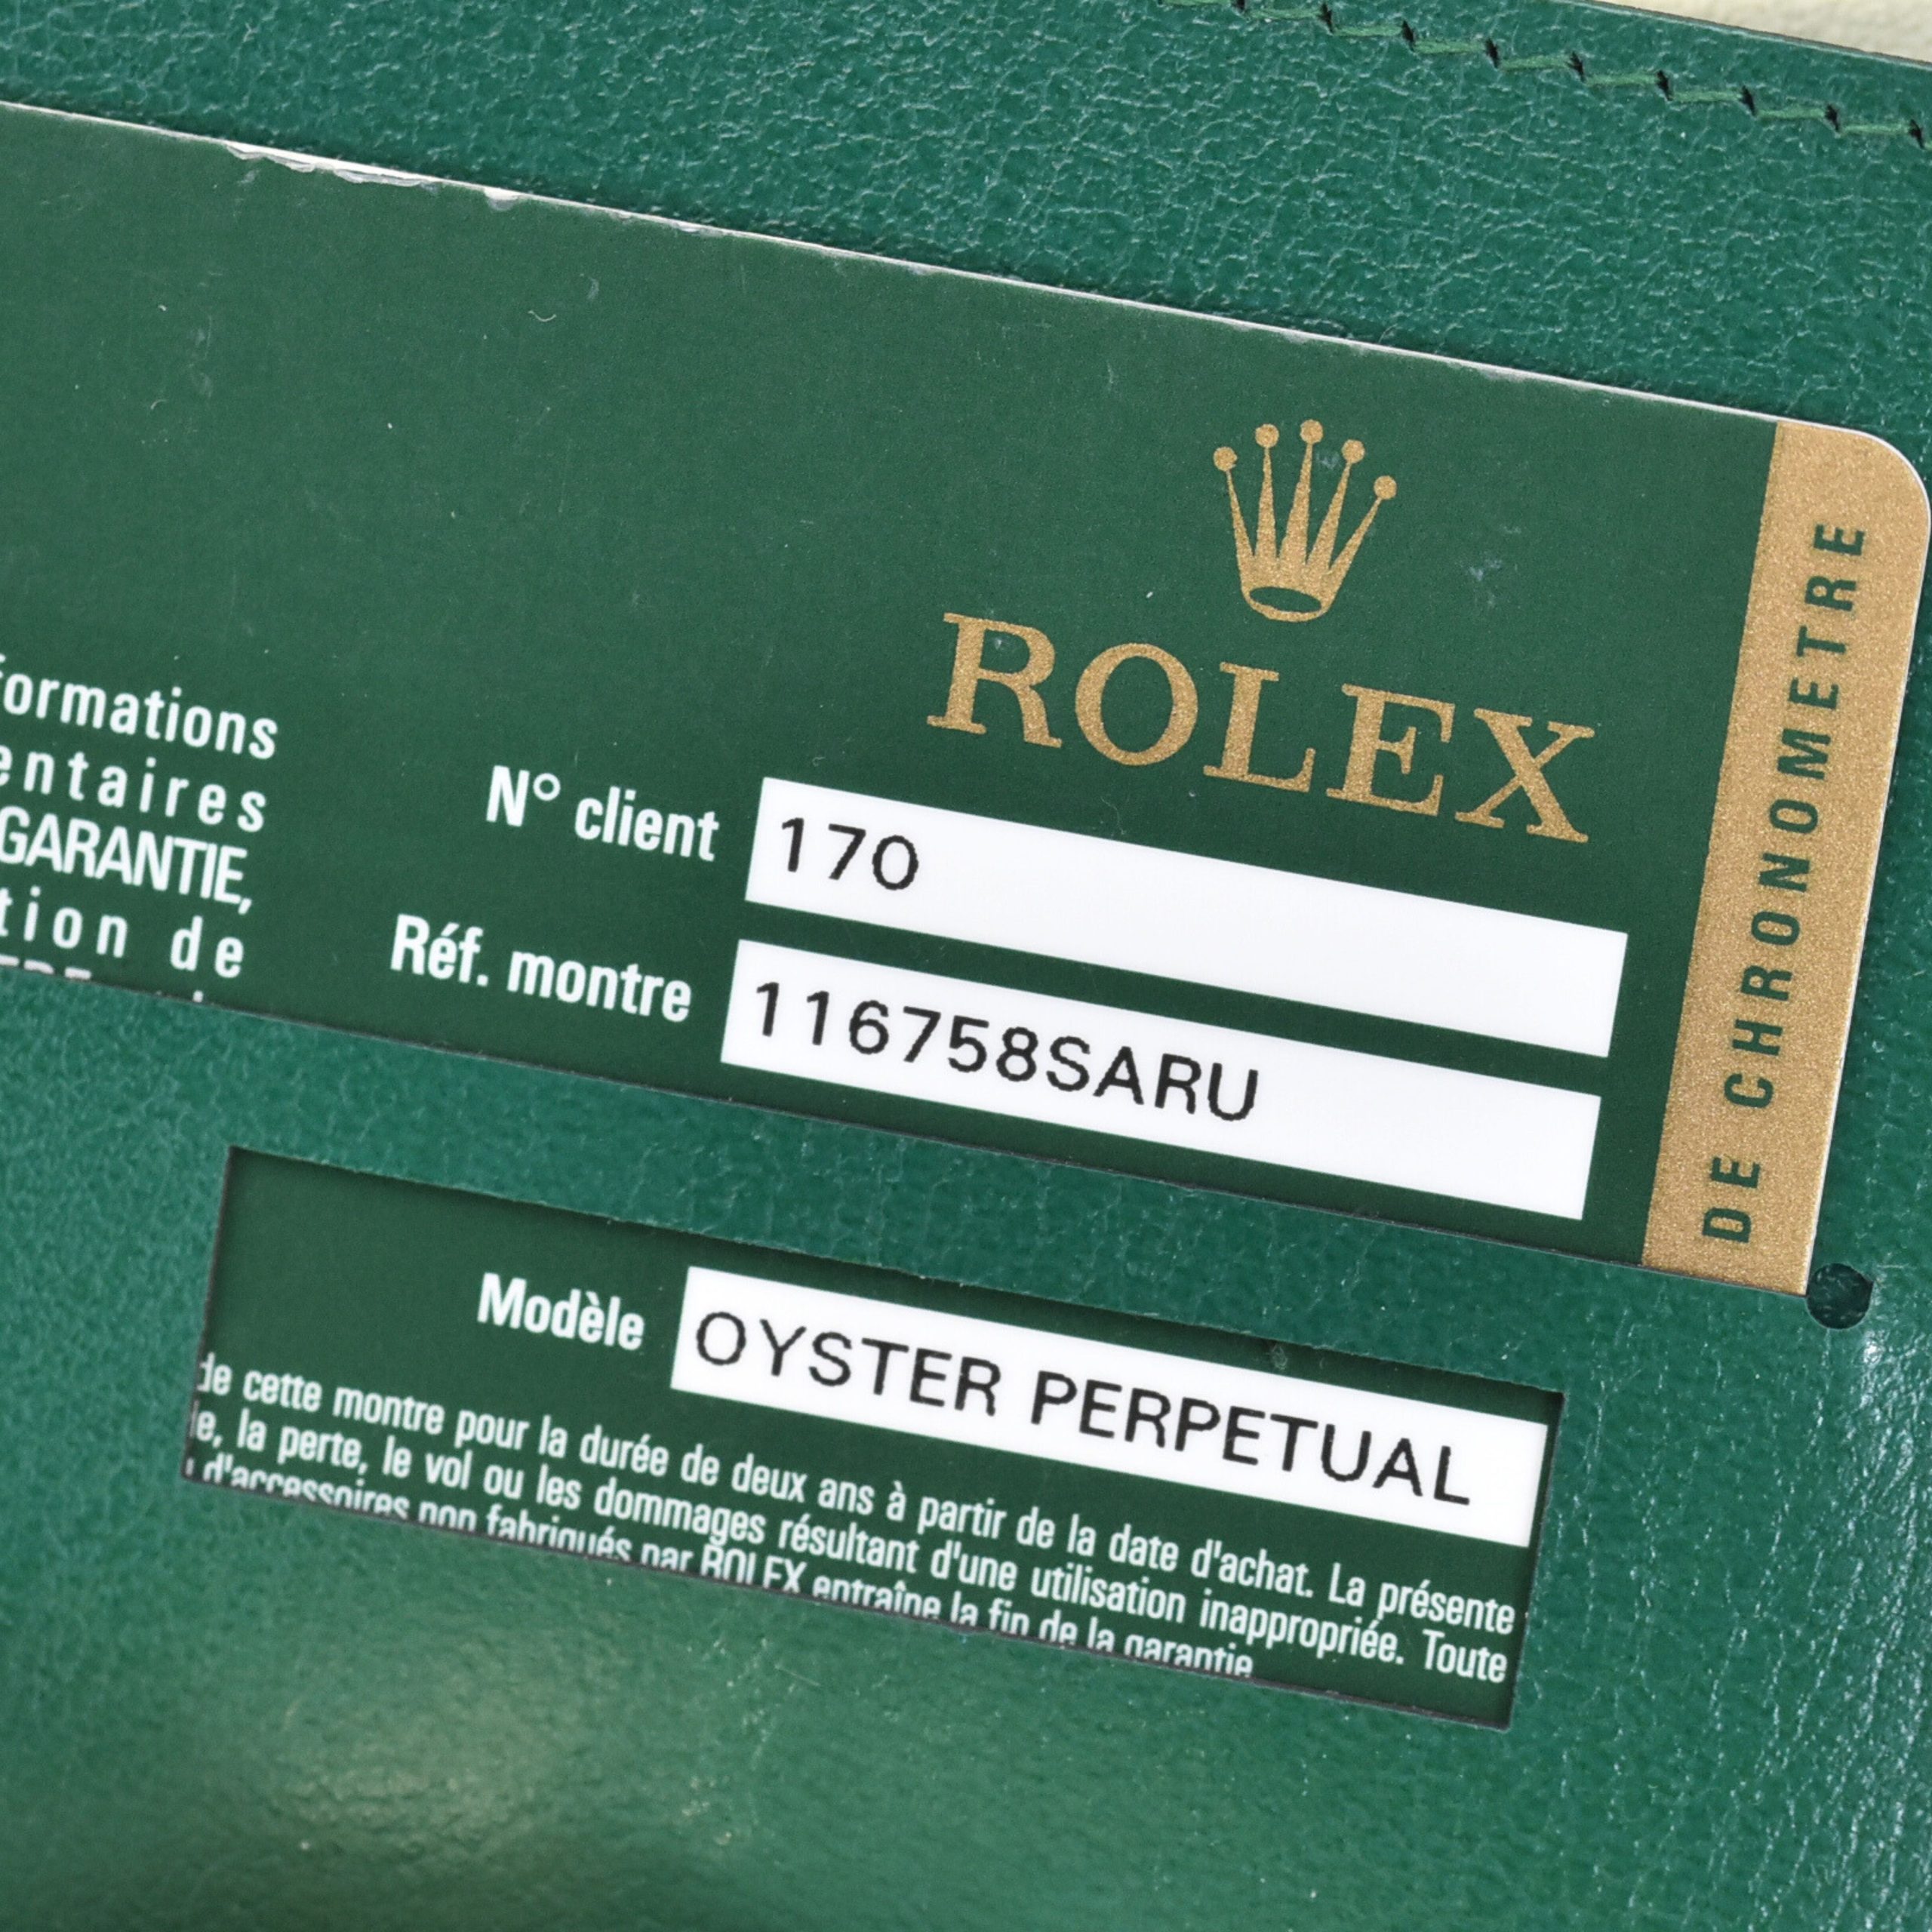 ROLEX
DE CHRONOMETRE
formations
entaires
GARANTIE,
tion de
N° client 170
Réf. montre 116758SARU
Modèle OYSTER PERPETUAL
de cette montre pour la durée de deux ans à partir de la date d'achat. La présente
le, la perte, le vol ou les dommages résultant d'une utilisation inappropriée. Toute
d'accessoires non fabriqués par ROLEX entraîne la fin de la garantie